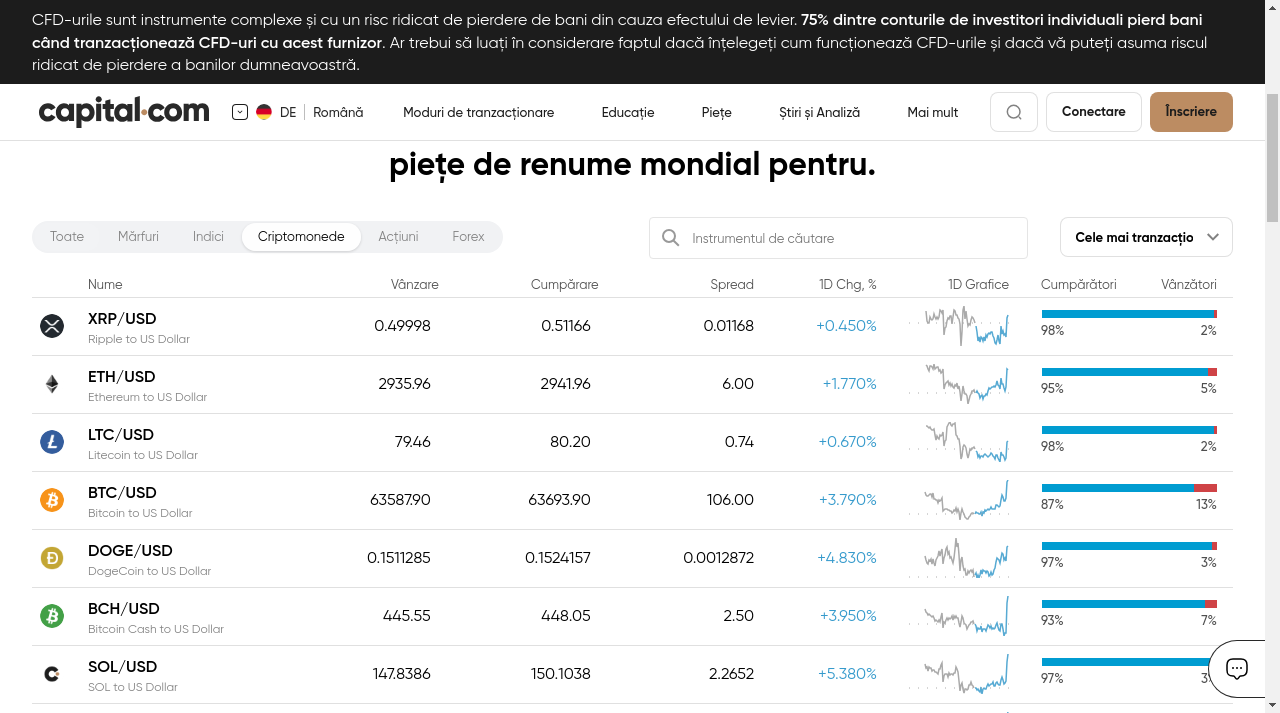 CFD-urile sunt instrumente complexe și cu un risc ridicat de pierdere de bani din cauza efectului de levier. 75% dintre conturile de investitori individuali pierd bani
când tranzacționează CFD-uri cu acest furnizor. Ar trebui să luați în considerare faptul dacă înțelegeți cum funcționează CFD-urile și dacă vă puteți asuma riscul
ridicat de pierdere a banilor dumneavoastră.
capital.com DE Română Moduri de tranzacționare Educație Piețe Știri și Analiză Mai mult Conectare Înscriere
piețe de renume mondial pentru.
Toate Mărfuri Indici Criptomonede Acțiuni Forex Instrumentul de căutare Cele mai tranzacțio
Nume Vânzare Cumpărare Spread 1D Chg, % 1D Grafice Cumpărători Vânzători
XRP/USD 0.49998 0.51166 0.01168 +0.450%
Ripple to US Dollar 98% 2%
ETH/USD 2935.96 2941.96 6.00 +1.770%
Ethereum to US Dollar 95% 5%
LTC/USD 79.46 80.20 0.74 +0.670%
Litecoin to US Dollar 98% 2%
BTC/USD 63587.90 63693.90 106.00 +3.790%
Bitcoin to US Dollar 87% 13%
DOGE/USD 0.1511285 0.1524157 0.0012872 +4.830%
DogeCoin to US Dollar 97% 3%
BCH/USD 445.55 448.05 2.50 +3.950%
Bitcoin Cash to US Dollar 93% 7%
SOL/USD 147.8386 150.1038 2.2652 +5.380%
SOL to US Dollar 97% 3